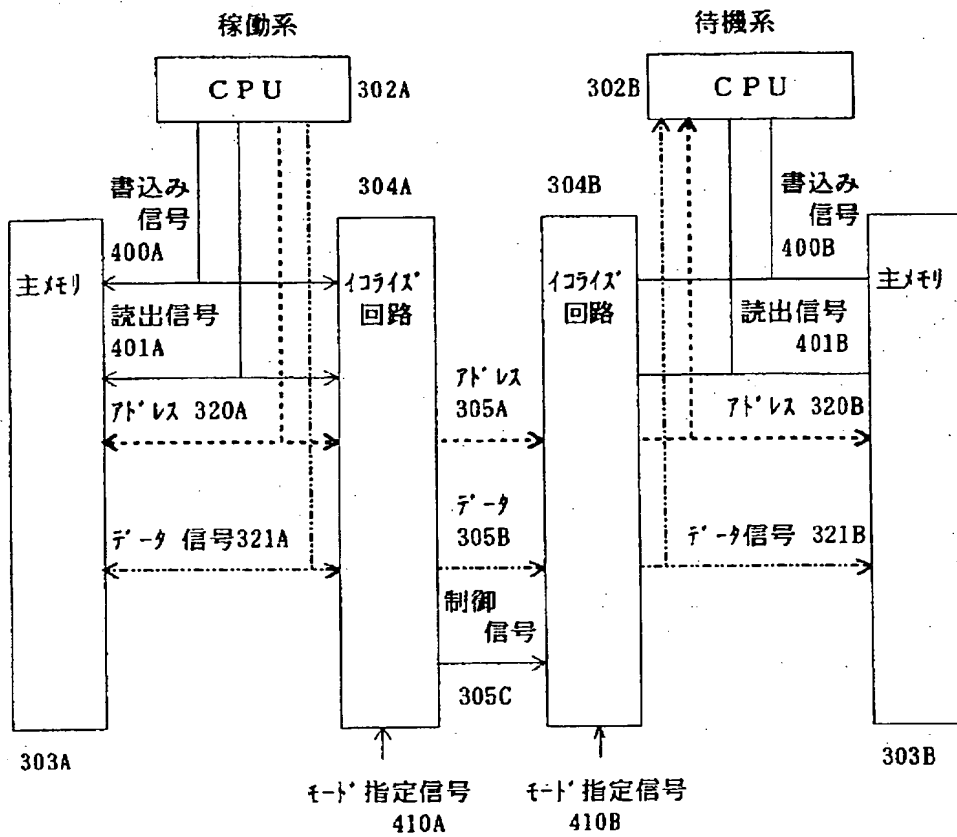 稼働系
待機系
CPU
302A
302B
CPU
304A
304B
書込み
信号
400A
書込み
信号
400B
主メモリ
イコライズ
回路
イコライズ
回路
主メモリ
読出信号
401A
読出信号
401B
アドレス
305A
アドレス 320A
アドレス 320B
データ
305B
データ 信号321A
データ信号 321B
制御
信号
305C
303A
303B
モード指定信号
410A
モード指定信号
410B